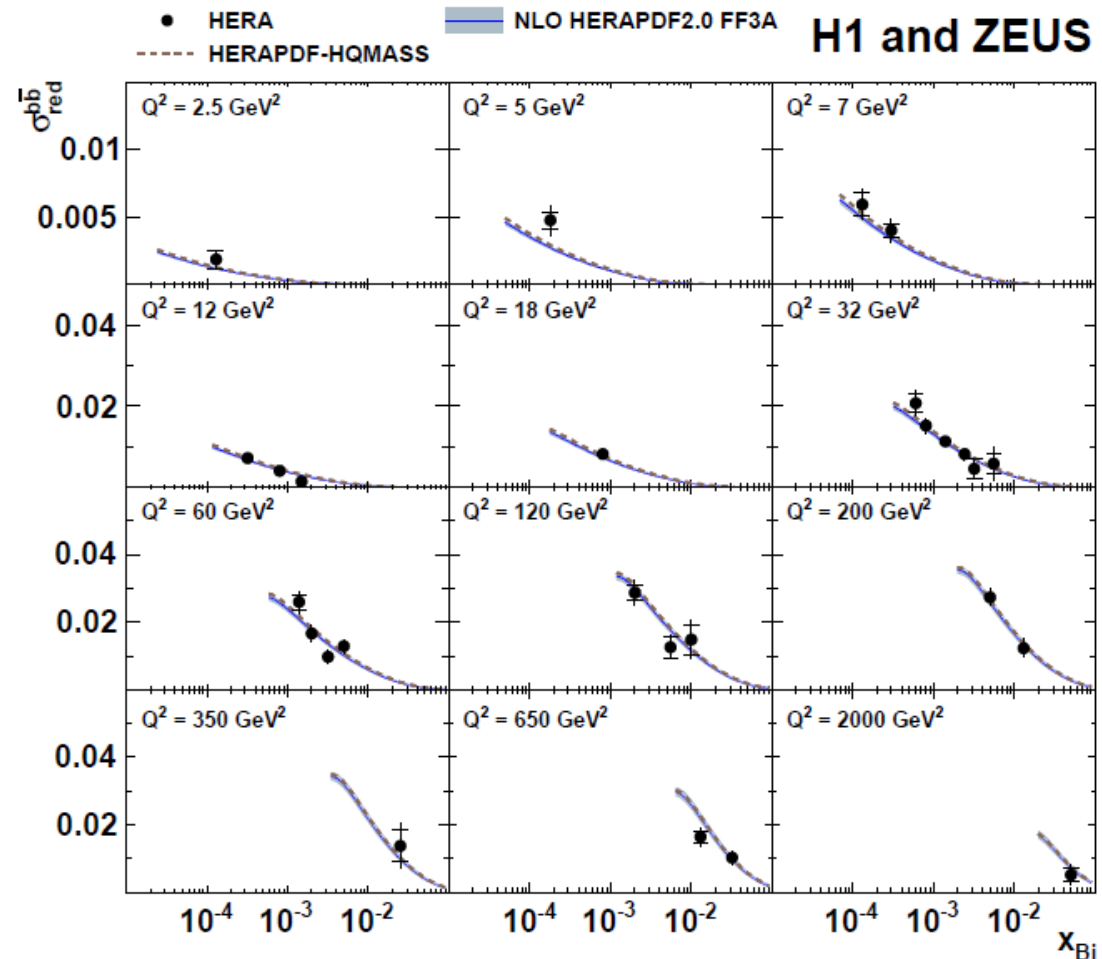 HERA
NLO HERAPDF2.0 FF3A
HERAPDF-HQMASS
H1 and ZEUS
σ^{bb̄}_{red}
Q² = 2.5 GeV²
Q² = 5 GeV²
Q² = 7 GeV²
0.01
0.005
Q² = 12 GeV²
Q² = 18 GeV²
Q² = 32 GeV²
0.04
0.02
Q² = 60 GeV²
Q² = 120 GeV²
Q² = 200 GeV²
0.04
0.02
Q² = 350 GeV²
Q² = 650 GeV²
Q² = 2000 GeV²
0.04
0.02
10⁻⁴ 10⁻³ 10⁻² 10⁻⁴ 10⁻³ 10⁻² 10⁻⁴ 10⁻³ 10⁻²
x_{Bj}